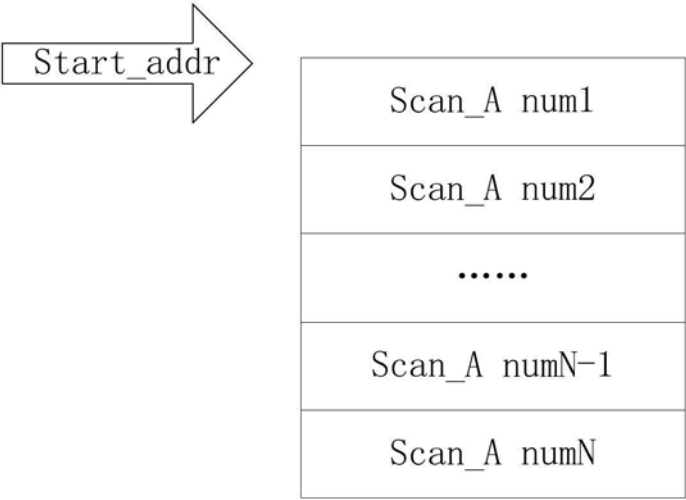 Start_addr
Scan_A num1
Scan_A num2
……
Scan_A numN-1
Scan_A numN